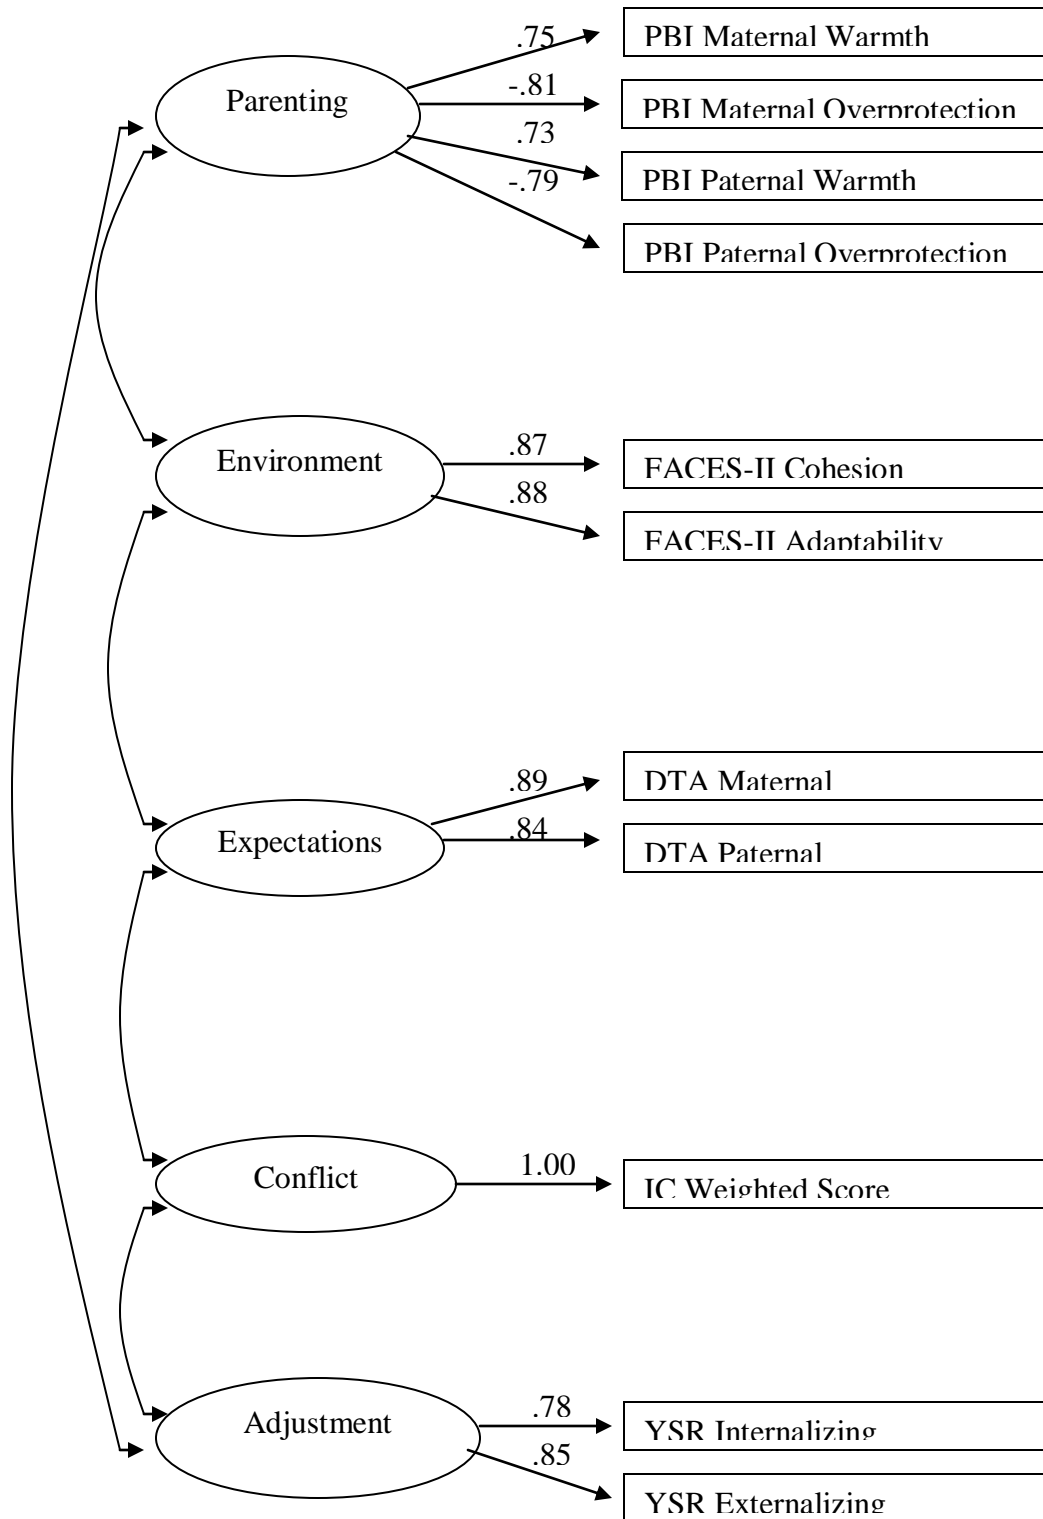 .75
PBI Maternal Warmth
Parenting
-.81
PBI Maternal Overprotection
.73
PBI Paternal Warmth
-.79
PBI Paternal Overprotection
Environment
.87
FACES-II Cohesion
.88
FACES-II Adaptability
Expectations
.89
DTA Maternal
.84
DTA Paternal
Conflict
1.00
IC Weighted Score
Adjustment
.78
YSR Internalizing
.85
YSR Externalizing